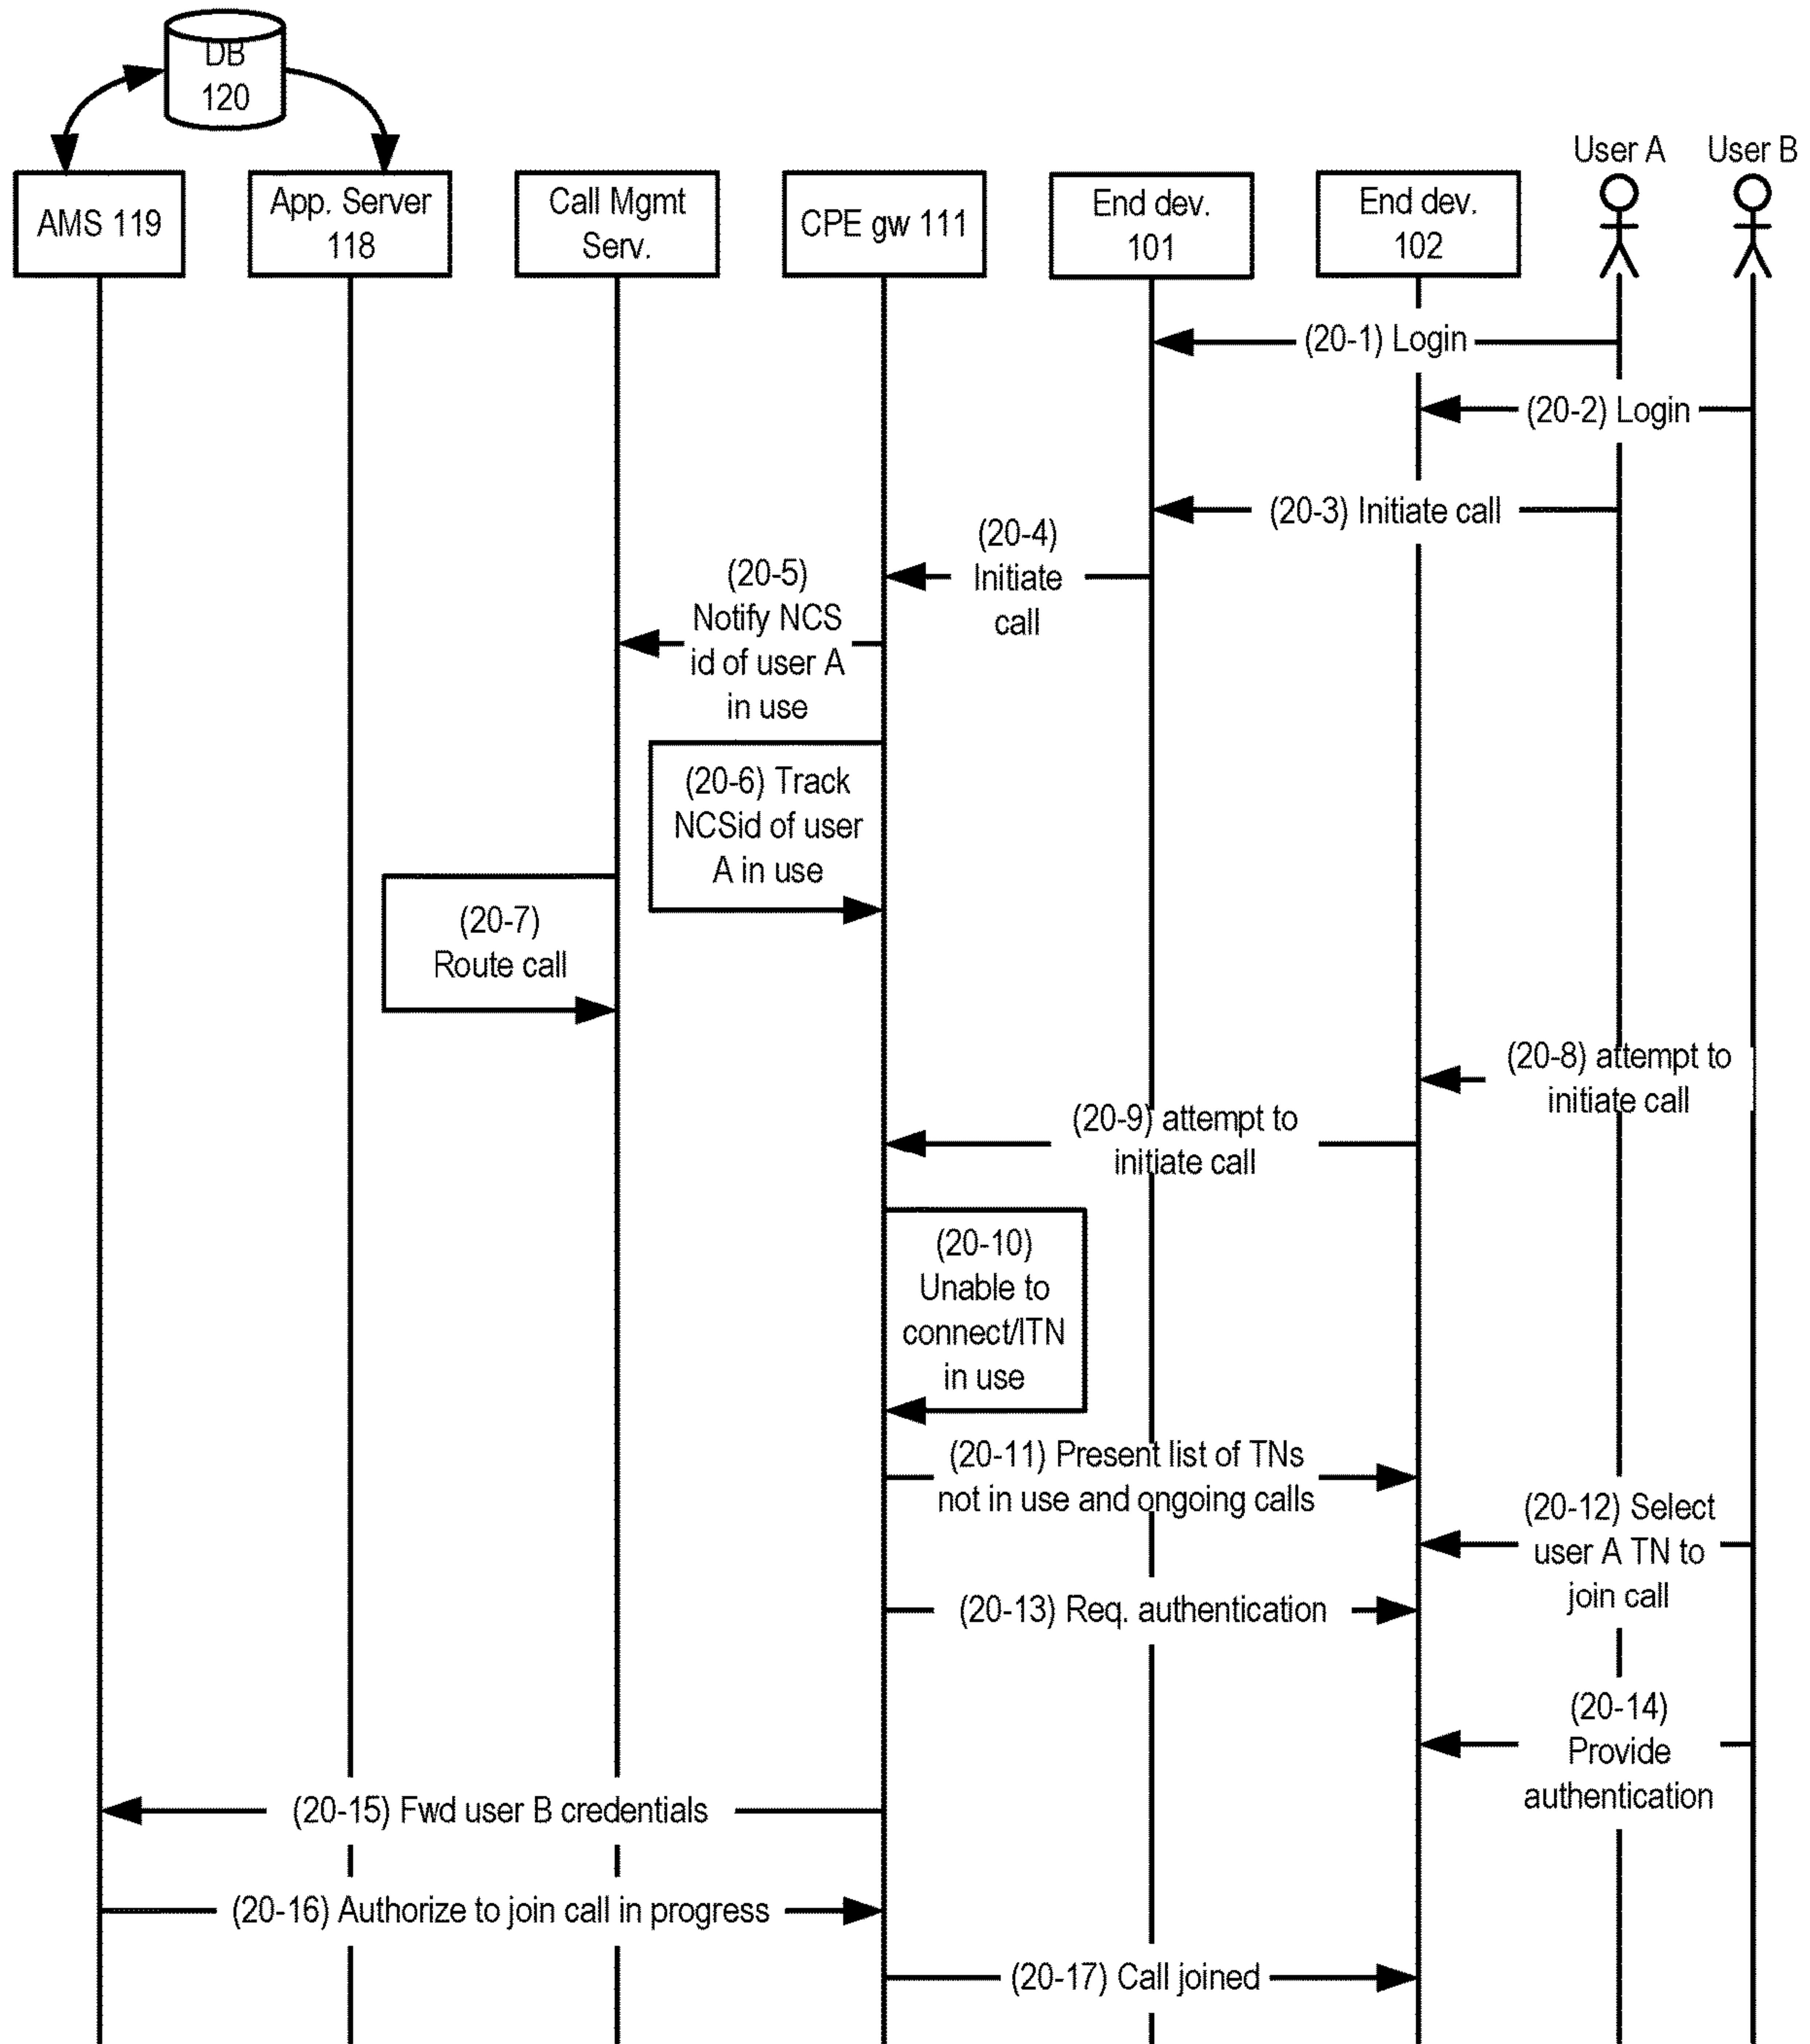 DB
120
User A
User B
AMS 119
App. Server
118
Call Mgmt
Serv.
CPE gw 111
End dev.
101
End dev.
102
(20-1) Login
(20-2) Login
(20-3) Initiate call
(20-4)
Initiate
call
(20-5)
Notify NCS
id of user A
in use
(20-6) Track
NCSid of user
A in use
(20-7)
Route call
(20-8) attempt to
initiate call
(20-9) attempt to
initiate call
(20-10)
Unable to
connect/ITN
in use
(20-11) Present list of TNs
not in use and ongoing calls
(20-12) Select
user A TN to
join call
(20-13) Req. authentication
(20-14)
Provide
authentication
(20-15) Fwd user B credentials
(20-16) Authorize to join call in progress
(20-17) Call joined